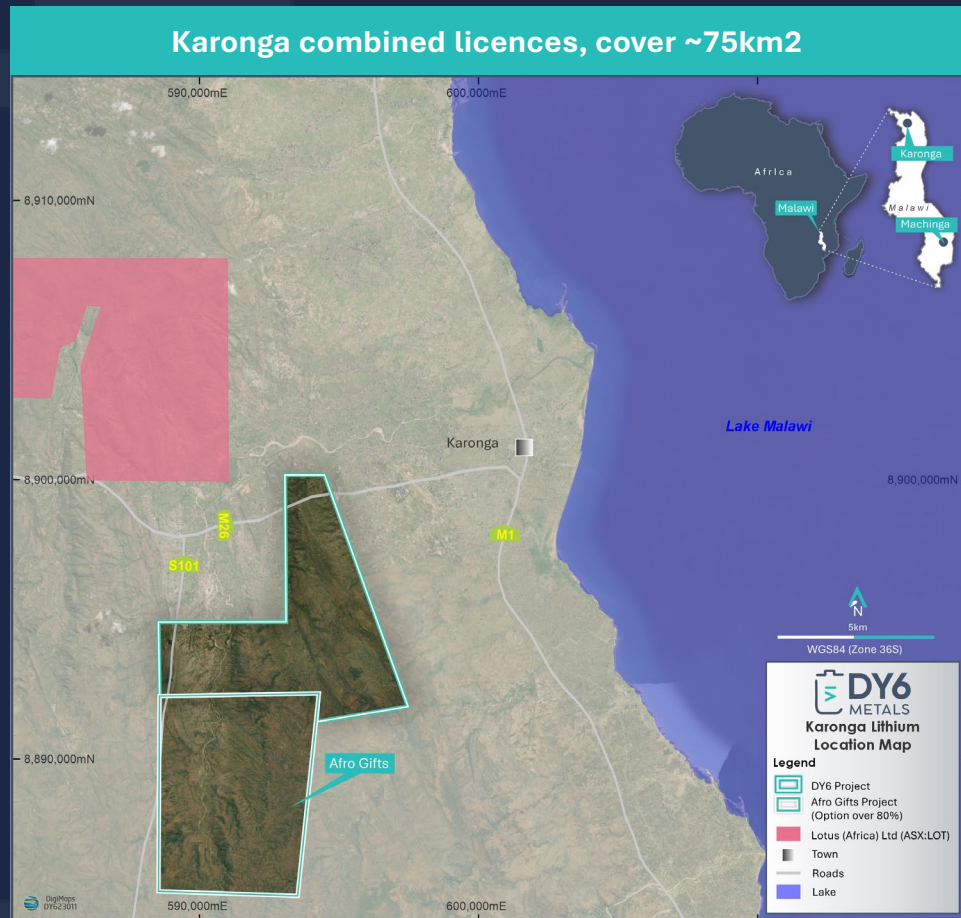 Karonga combined licences, cover ~75km2
590,000mE
600,000mE
Africa
Karonga
Malawi
Malawi
Machinga
8,910,000mN
Karonga
Lake Malawi
8,900,000mN
8,900,000mN
M26
M1
S101
N
5km
WGS84 (Zone 36S)
DY6
METALS
Karonga Lithium
Location Map
Legend
DY6 Project
Afro Gifts Project
(Option over 80%)
Lotus (Africa) Ltd (ASX:LOT)
Town
Roads
Lake
8,890,000mN
Afro Gifts
DigiMaps
DY623011
590,000mE
600,000mE